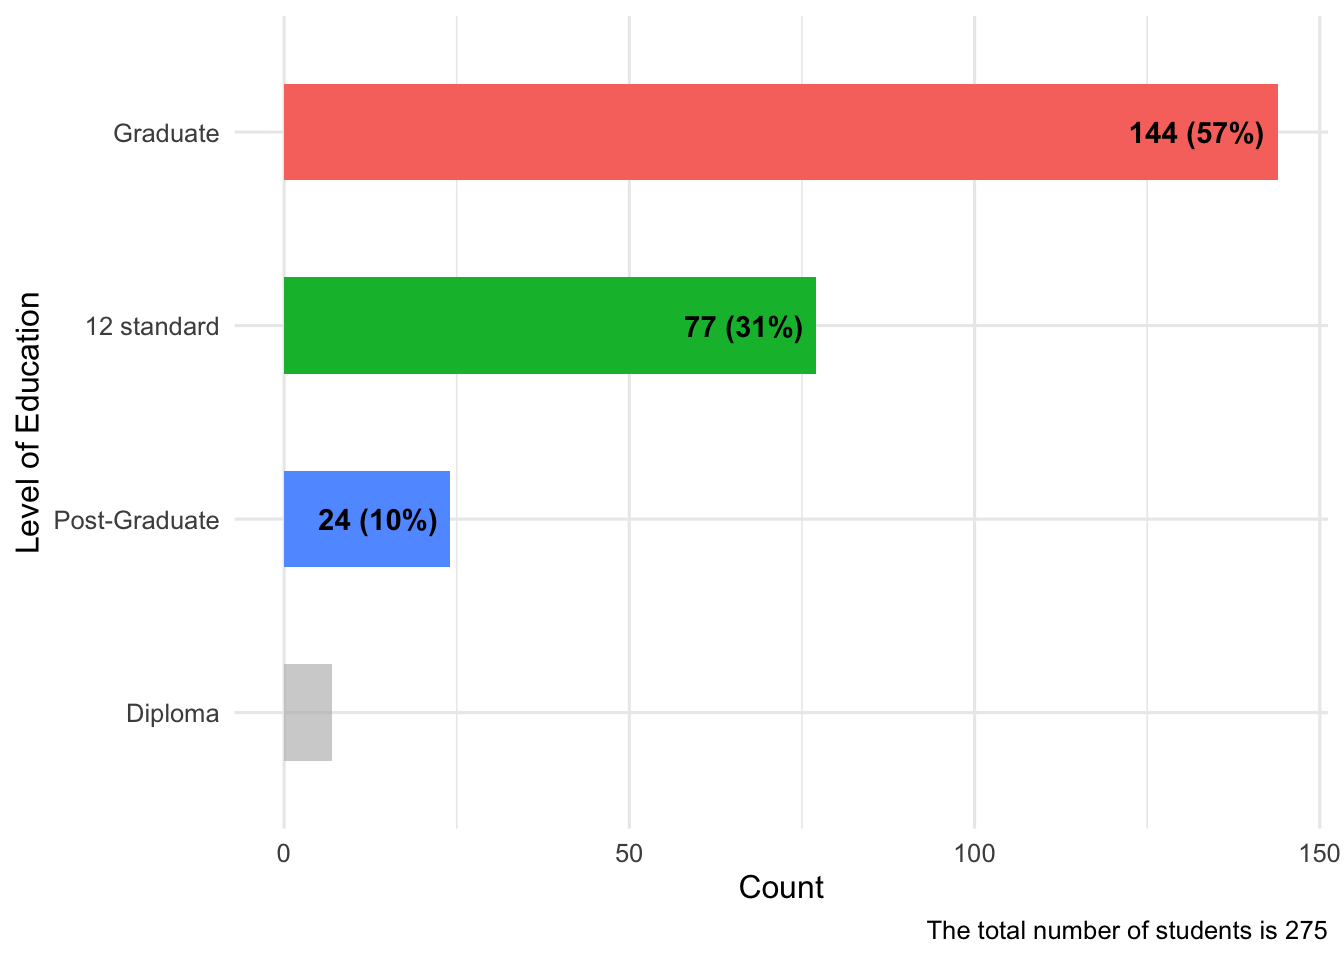 Graduate
144 (57%)
12 standard
77 (31%)
Level of Education
Post-Graduate
24 (10%)
Diploma
0
50
100
150
Count
The total number of students is 275